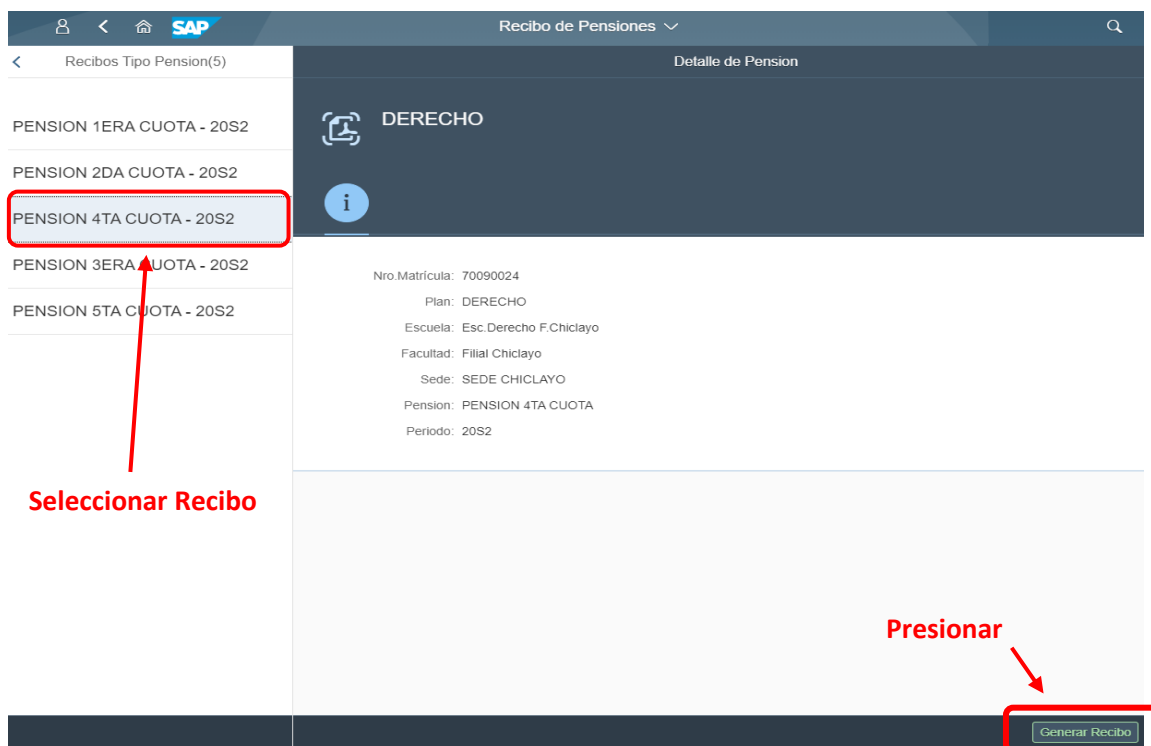 SAP
Recibo de Pensiones
Recibos Tipo Pension(5)
Detalle de Pension
PENSION 1ERA CUOTA - 20S2
PENSION 2DA CUOTA - 20S2
PENSION 4TA CUOTA - 20S2
PENSION 3ERA CUOTA - 20S2
PENSION 5TA CUOTA - 20S2
Seleccionar Recibo
DERECHO
i
Nro.Matrícula: 70090024
Plan: DERECHO
Escuela: Esc.Derecho F.Chiclayo
Facultad: Filial Chiclayo
Sede: SEDE CHICLAYO
Pension: PENSION 4TA CUOTA
Periodo: 20S2
Presionar
Generar Recibo